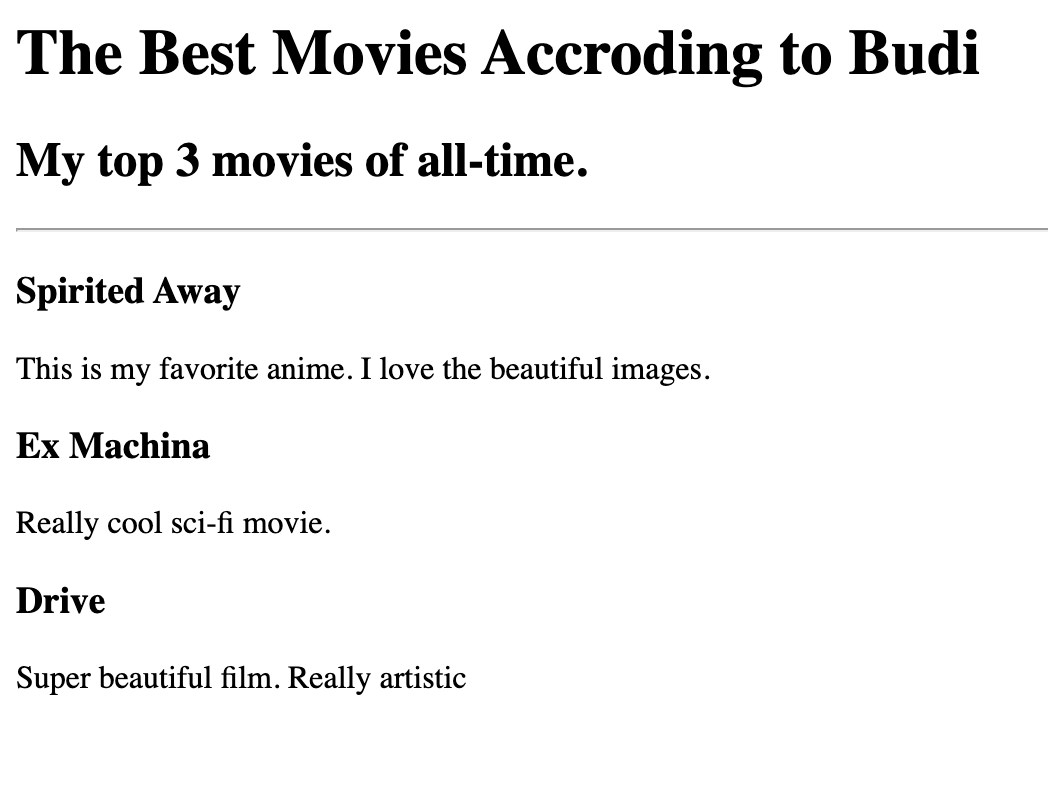 The Best Movies Accroding to Budi
My top 3 movies of all-time.
Spirited Away
This is my favorite anime. I love the beautiful images.
Ex Machina
Really cool sci-fi movie.
Drive
Super beautiful film. Really artistic